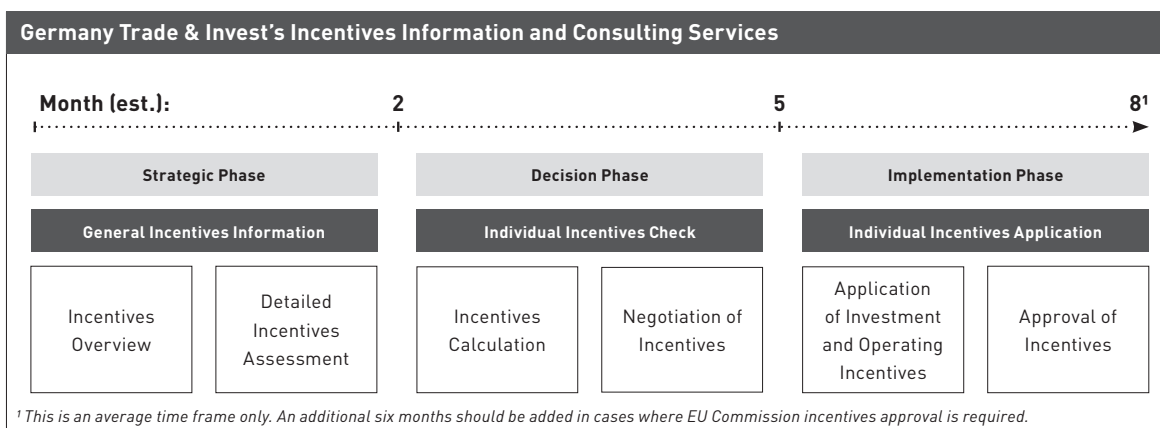 Germany Trade & Invest's Incentives Information and Consulting Services
Month (est.): 2 5 8¹
Strategic Phase
Decision Phase
Implementation Phase
General Incentives Information
Individual Incentives Check
Individual Incentives Application
Incentives
Overview
Detailed
Incentives
Assessment
Incentives
Calculation
Negotiation of
Incentives
Application
of Investment
and Operating
Incentives
Approval of
Incentives
¹ This is an average time frame only. An additional six months should be added in cases where EU Commission incentives approval is required.